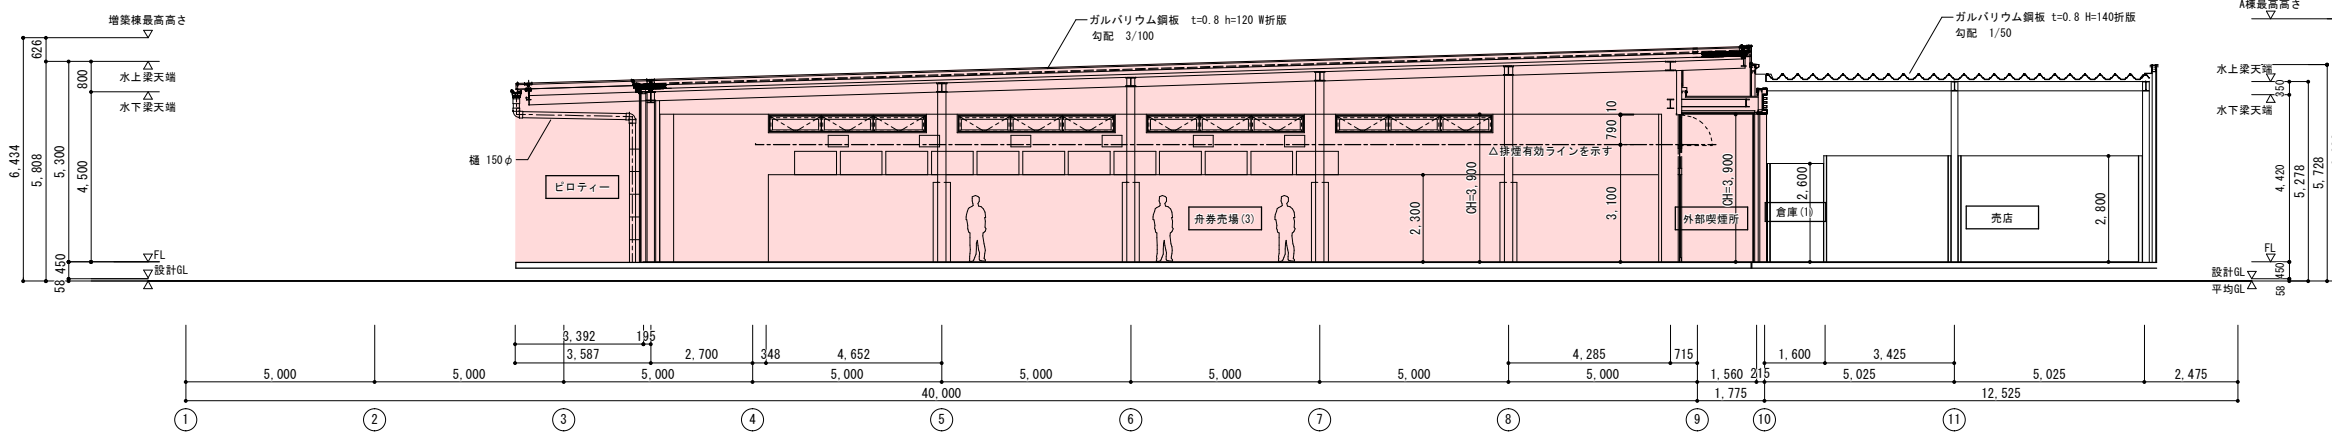 増築棟最高高さ
ガルバリウム鋼板 t=0.8 h=120 W折版
勾配 3/100
ガルバリウム鋼板 t=0.8 H=140折版
勾配 1/50
A棟最高高さ
626
水上梁天端
800
水下梁天端
水上梁天端
350
水下梁天端
6,434
5,808
5,300
4,500
樋 150φ
ピロティー
舟券売場(3)
外部喫煙所
倉庫(1)
売店
△排煙有効ラインを示す
2,300
CH=3,900
10
790
3,100
CH=3,900
2,600
2,800
4,420
5,278
5,728
FL
設計GL
450
58
FL
設計GL
平均GL
450
58
3,392
195
3,587
2,700
348
4,652
4,285
715
1,600
3,425
5,000
5,000
5,000
5,000
5,000
5,000
5,000
5,000
1,560
215
5,025
5,025
2,475
40,000
1,775
12,525
1
2
3
4
5
6
7
8
9
10
11